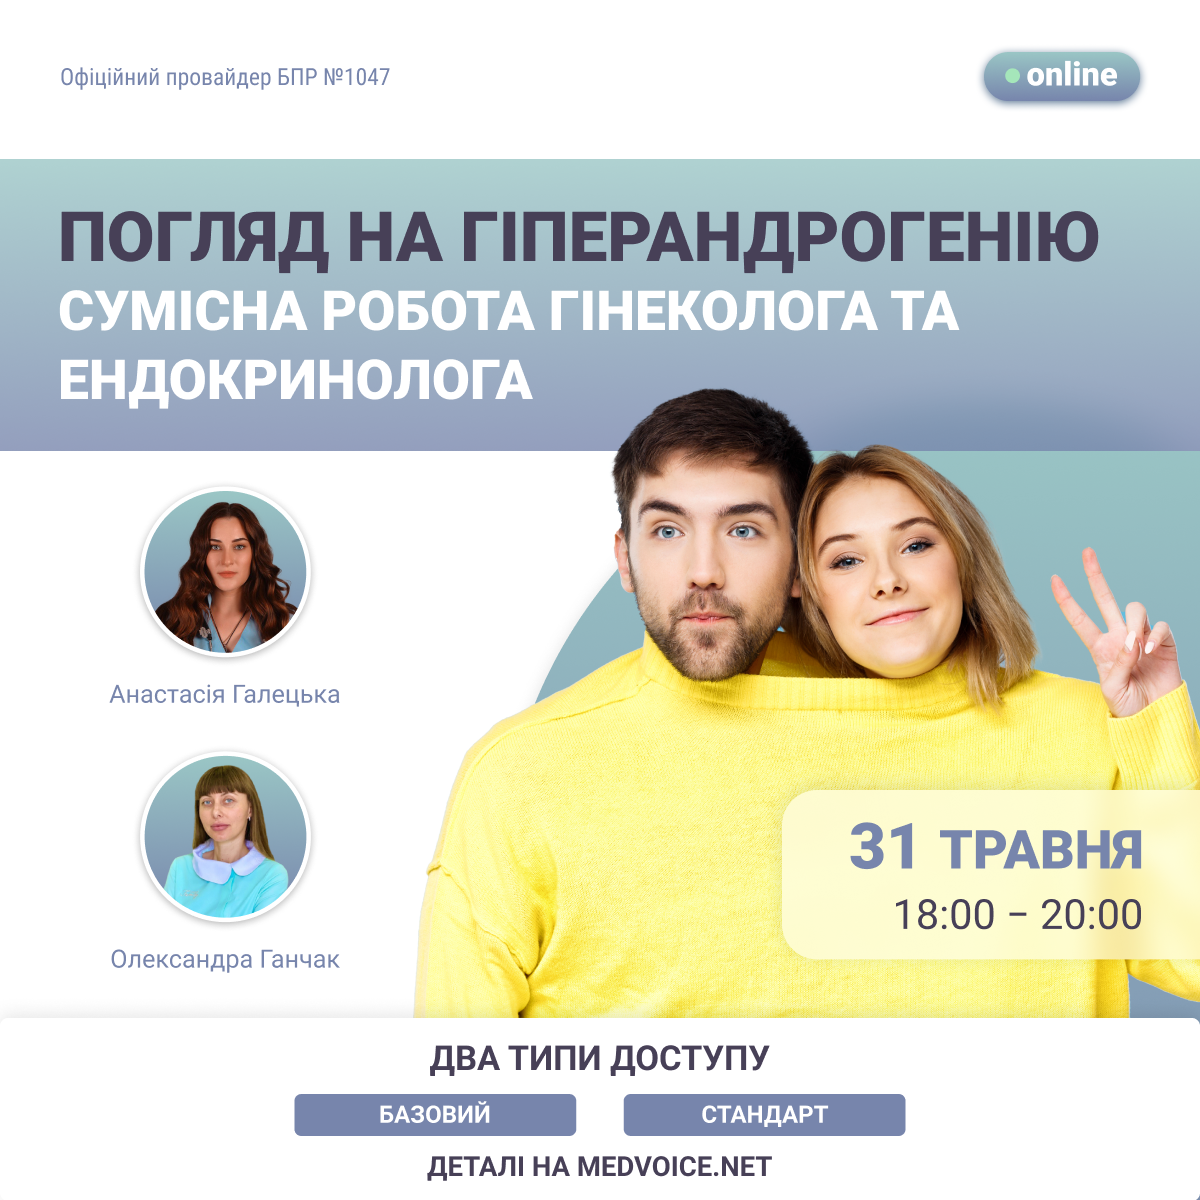 Офіційний провайдер БПР №1047
online
ПОГЛЯД НА ГІПЕРАНДРОГЕНІЮ
СУМІСНА РОБОТА ГІНЕКОЛОГА ТА
ЕНДОКРИНОЛОГА
Анастасія Галецька
Олександра Ганчак
31 ТРАВНЯ
18:00 – 20:00
ДВА ТИПИ ДОСТУПУ
БАЗОВИЙ
СТАНДАРТ
ДЕТАЛІ НА MEDVOICE.NET